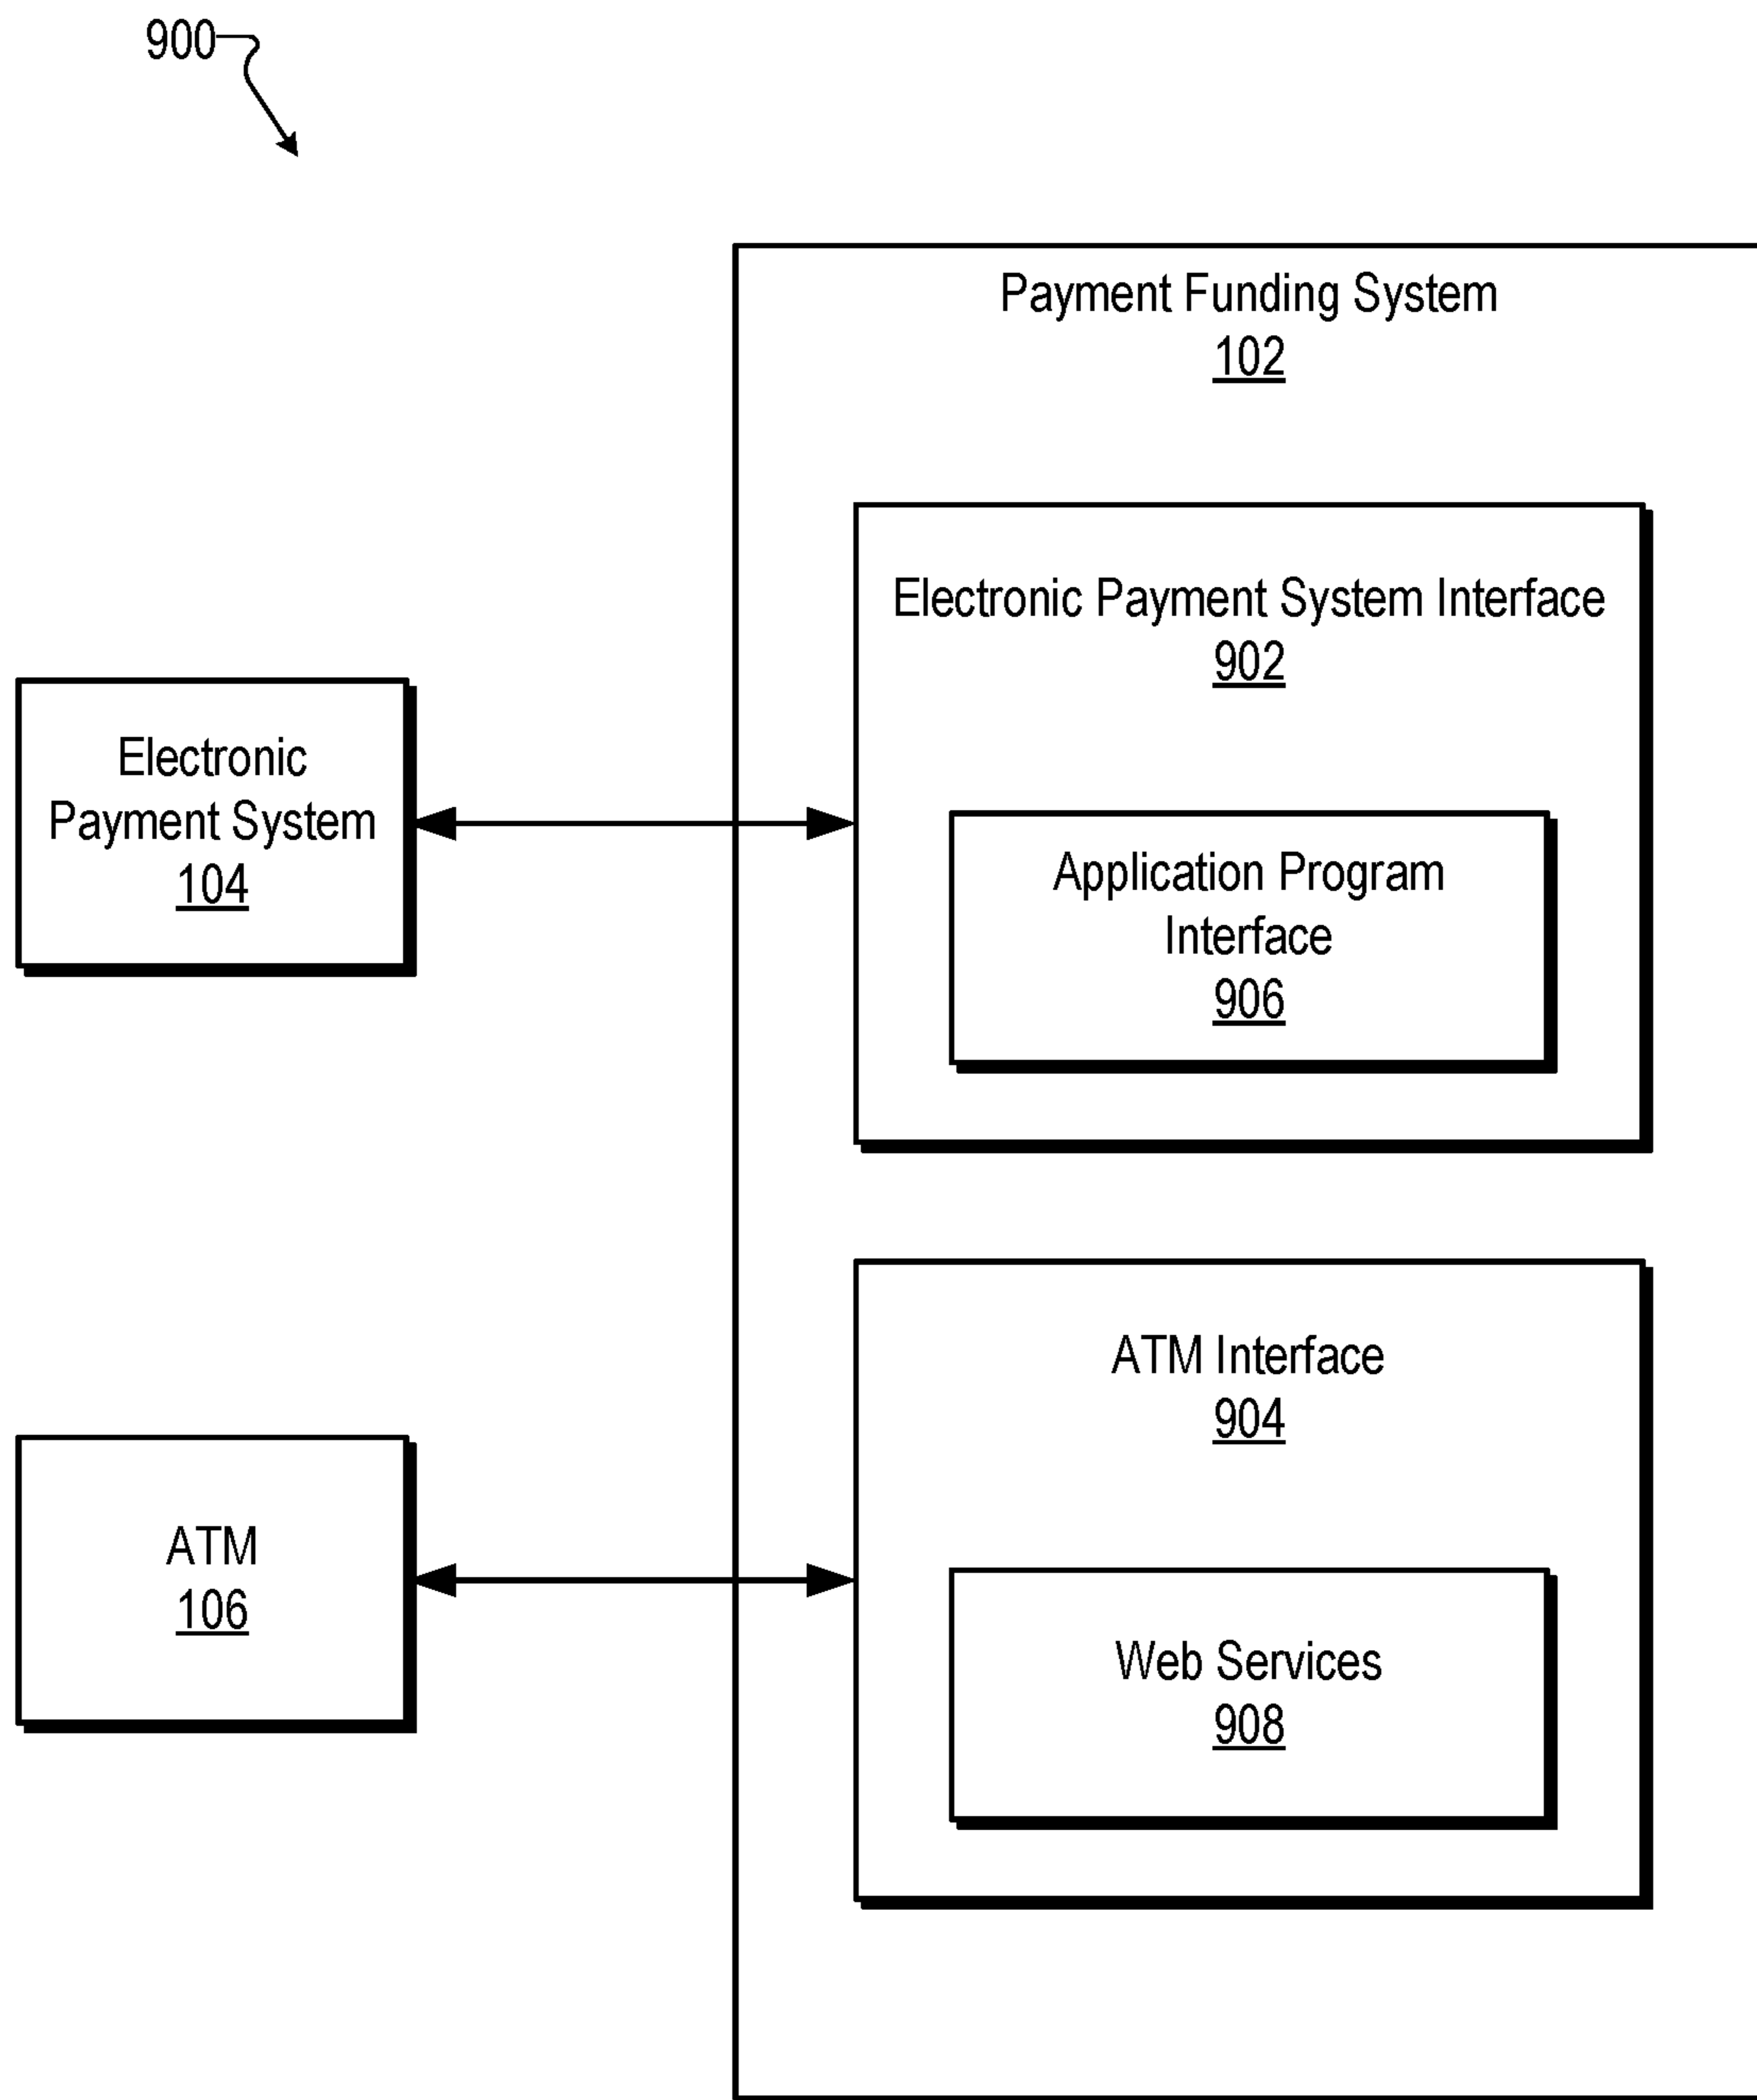 900
Payment Funding System
102
Electronic Payment System Interface
902
Electronic
Payment System
104
Application Program
Interface
906
ATM Interface
904
ATM
106
Web Services
908